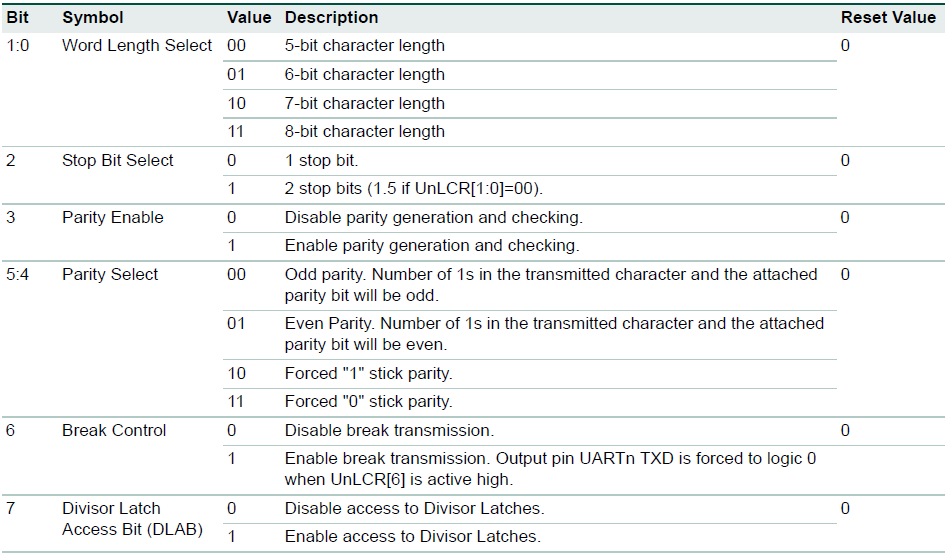 Bit Symbol Value Description Reset Value
1:0 Word Length Select 00 5-bit character length 0
01 6-bit character length
10 7-bit character length
11 8-bit character length
2 Stop Bit Select 0 1 stop bit. 0
1 2 stop bits (1.5 if UnLCR[1:0]=00).
3 Parity Enable 0 Disable parity generation and checking. 0
1 Enable parity generation and checking.
5:4 Parity Select 00 Odd parity. Number of 1s in the transmitted character and the attached 0
parity bit will be odd.
01 Even Parity. Number of 1s in the transmitted character and the attached
parity bit will be even.
10 Forced "1" stick parity.
11 Forced "0" stick parity.
6 Break Control 0 Disable break transmission. 0
1 Enable break transmission. Output pin UARTn TXD is forced to logic 0
when UnLCR[6] is active high.
7 Divisor Latch 0 Disable access to Divisor Latches. 0
Access Bit (DLAB) 1 Enable access to Divisor Latches.